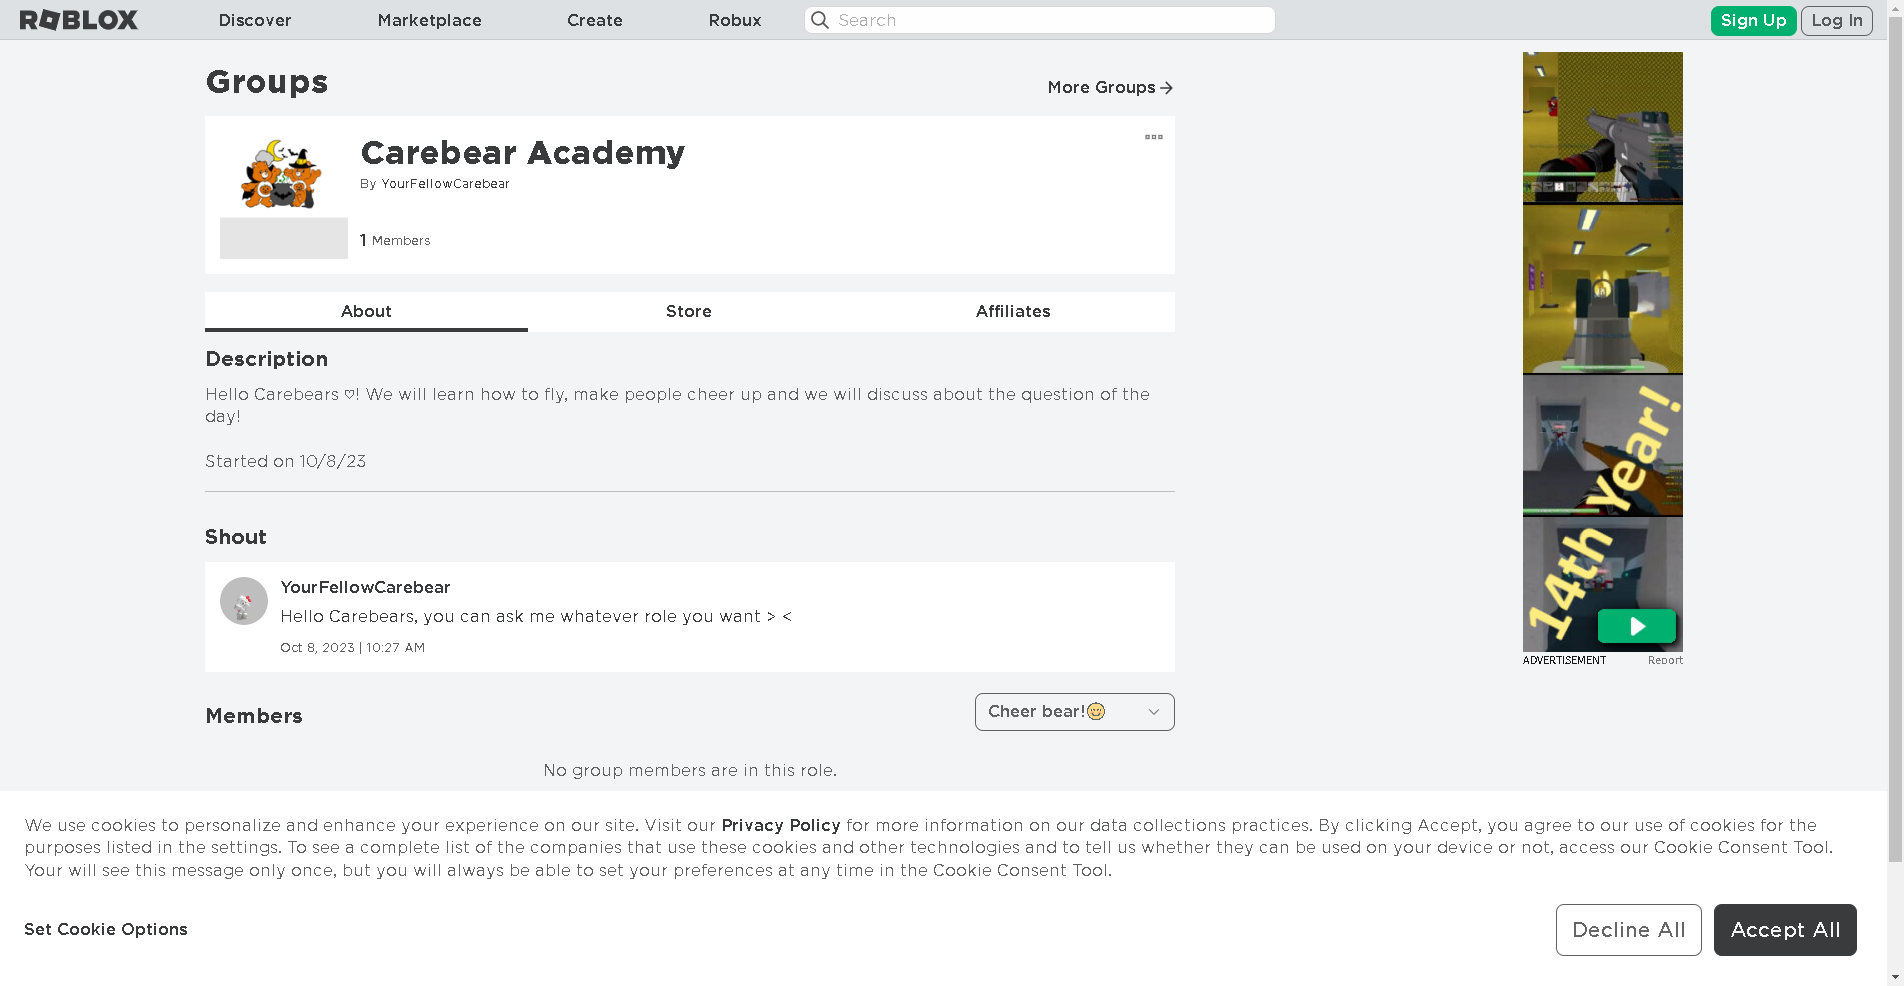 ROBLOX
Discover
Marketplace
Create
Robux
Search
Sign Up
Log In
Groups
More Groups
Carebear Academy
By YourFellowCarebear
1 Members
About
Store
Affiliates
Description
Hello Carebears ♡! We will learn how to fly, make people cheer up and we will discuss about the question of the
day!
Started on 10/8/23
Shout
YourFellowCarebear
Hello Carebears, you can ask me whatever role you want > <
Oct 8, 2023 | 10:27 AM
Members
Cheer bear!😊
No group members are in this role.
14th Year!
ADVERTISEMENT
Report
We use cookies to personalize and enhance your experience on our site. Visit our Privacy Policy for more information on our data collections practices. By clicking Accept, you agree to our use of cookies for the
purposes listed in the settings. To see a complete list of the companies that use these cookies and other technologies and to tell us whether they can be used on your device or not, access our Cookie Consent Tool.
Your will see this message only once, but you will always be able to set your preferences at any time in the Cookie Consent Tool.
Set Cookie Options
Decline All
Accept All